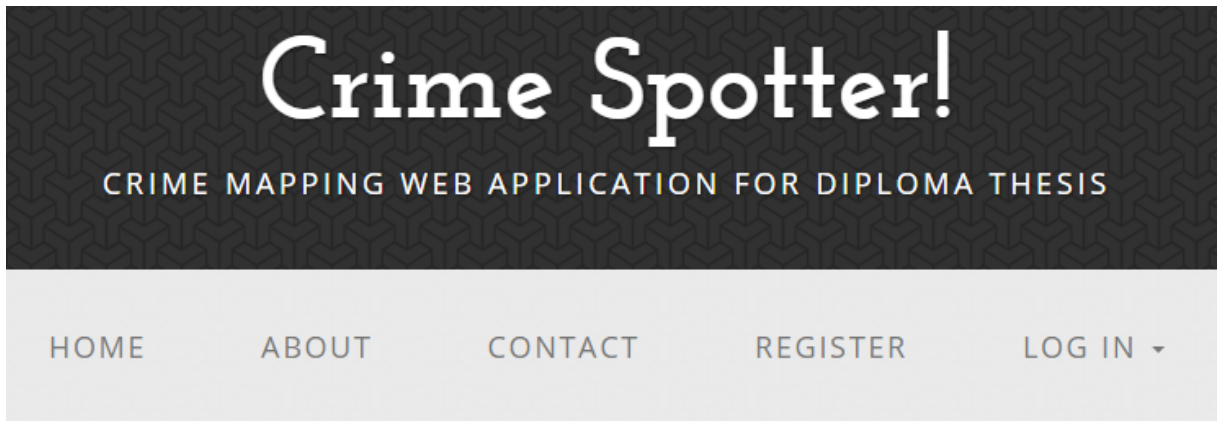 Crime Spotter!
CRIME MAPPING WEB APPLICATION FOR DIPLOMA THESIS
HOME ABOUT CONTACT REGISTER LOG IN